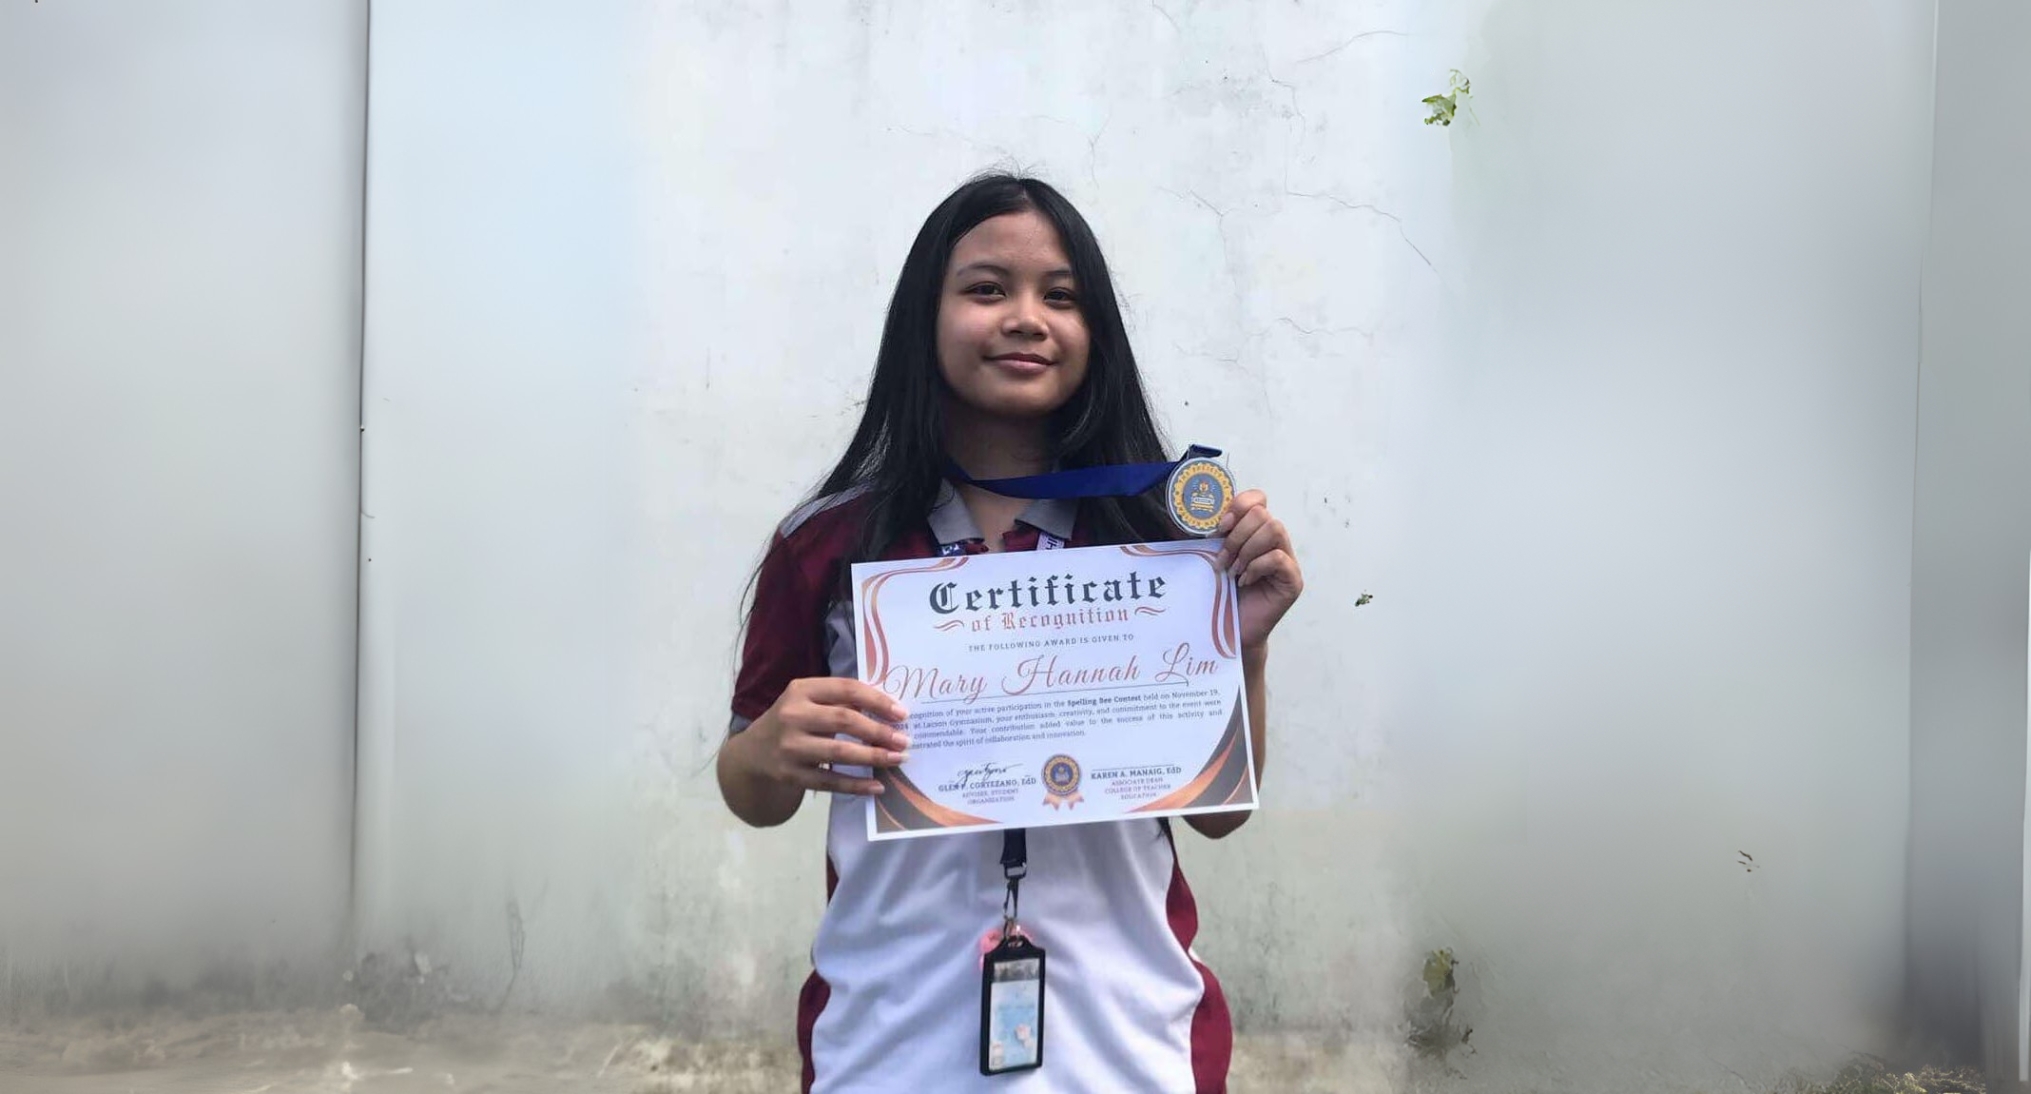 Certificate
of Recognition
THE FOLLOWING AWARD IS GIVEN TO
Mary Hannah Lim
ecognition of your active participation in the Spelling Bee Contest held on November 19,
at Lacson Gymnasium, your enthusiasm, creativity, and commitment to the event were
commendable. Your contribution added value to the success of this activity and
the spirit of collaboration and innovation.
GLEN P. CORTEZANO, EdD
ADVISER, STUDENT
ORGANIZATION
KAREN A. MANAIG, EdD
ASSOCIATE DEAN
COLLEGE OF TEACHER
EDUCATION